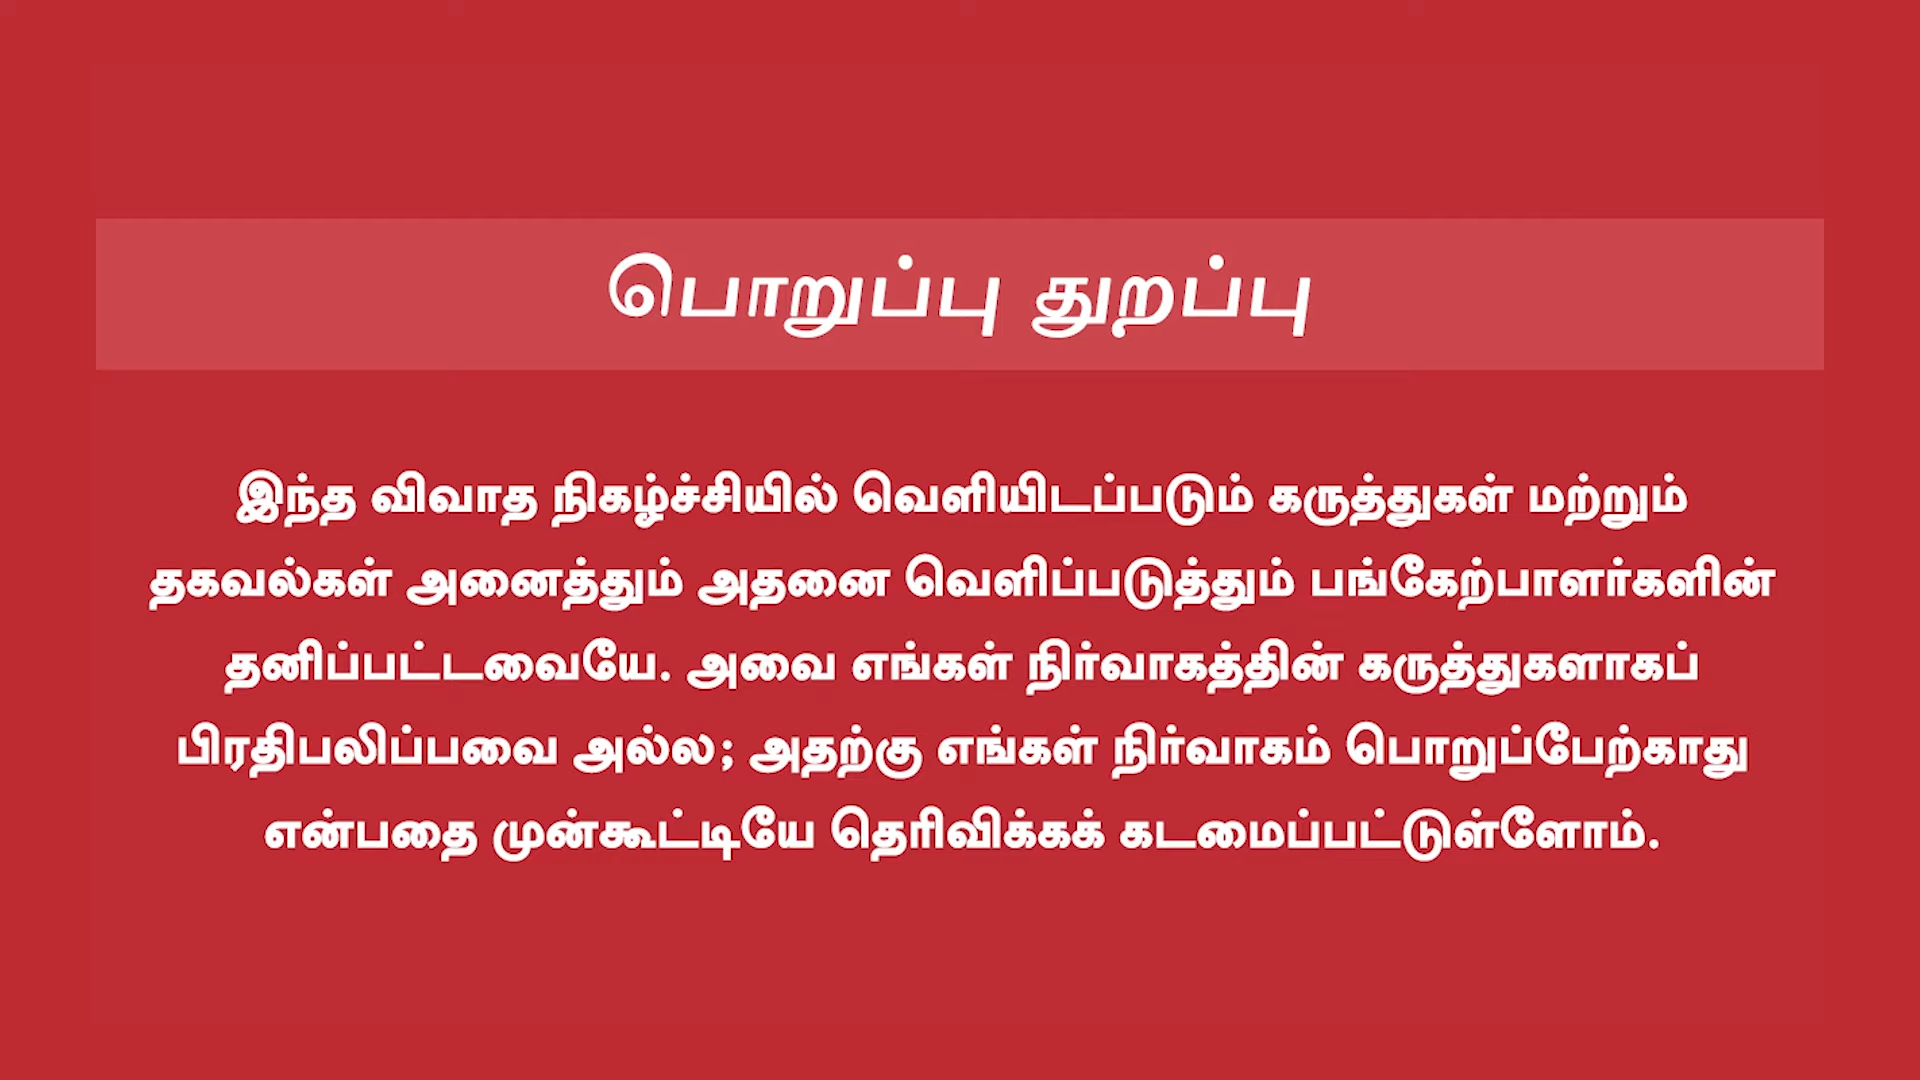 பொறுப்பு துறப்பு
இந்த விவாத நிகழ்ச்சியில் வெளியிடப்படும் கருத்துகள் மற்றும்
தகவல்கள் அனைத்தும் அதனை வெளிப்படுத்தும் பங்கேற்பாளர்களின்
தனிப்பட்டவையே. அவை எங்கள் நிர்வாகத்தின் கருத்துகளாகப்
பிரதிபலிப்பவை அல்ல; அதற்கு எங்கள் நிர்வாகம் பொறுப்பேற்காது
என்பதை முன்கூட்டியே தெரிவிக்கக் கடமைப்பட்டுள்ளோம்.